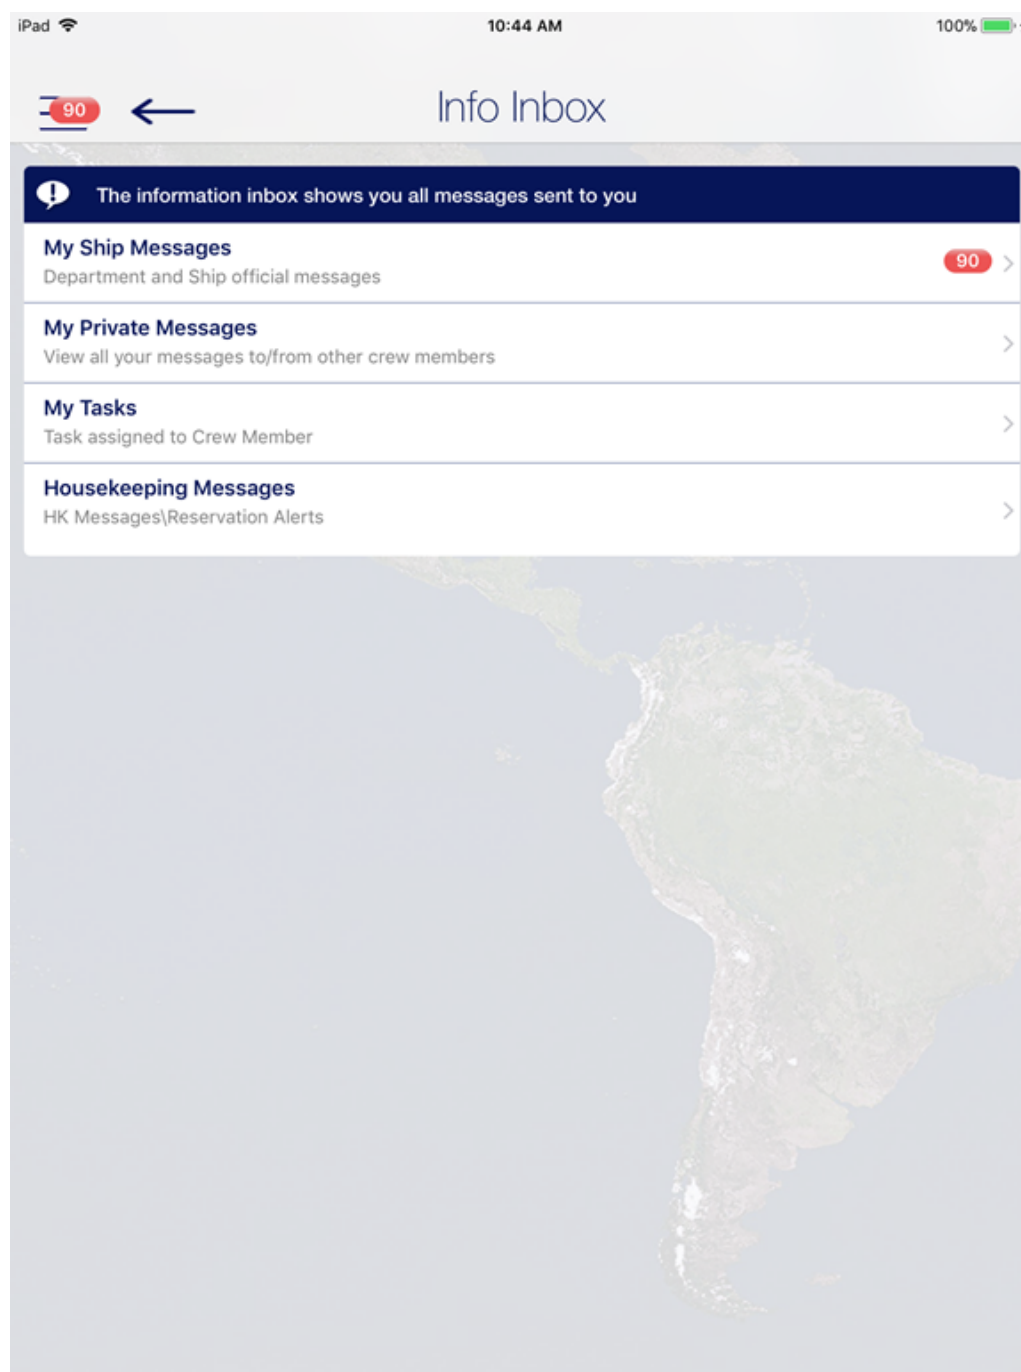 iPad 10:44 AM 100%
90 Info Inbox
The information inbox shows you all messages sent to you
My Ship Messages
Department and Ship official messages
90
My Private Messages
View all your messages to/from other crew members
My Tasks
Task assigned to Crew Member
Housekeeping Messages
HK Messages\Reservation Alerts